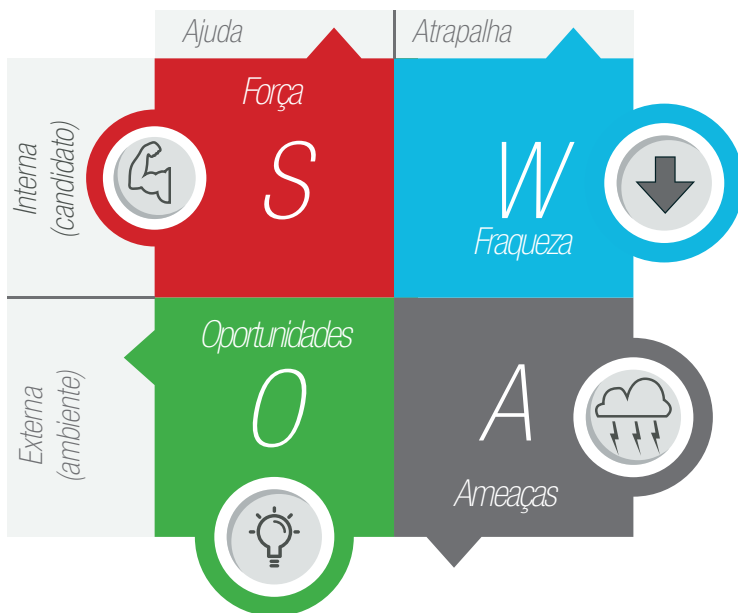 Ajuda
Atrapalha
Interna
(candidato)
Força
S
W
Fraqueza
Externa
(ambiente)
Oportunidades
O
A
Ameaças